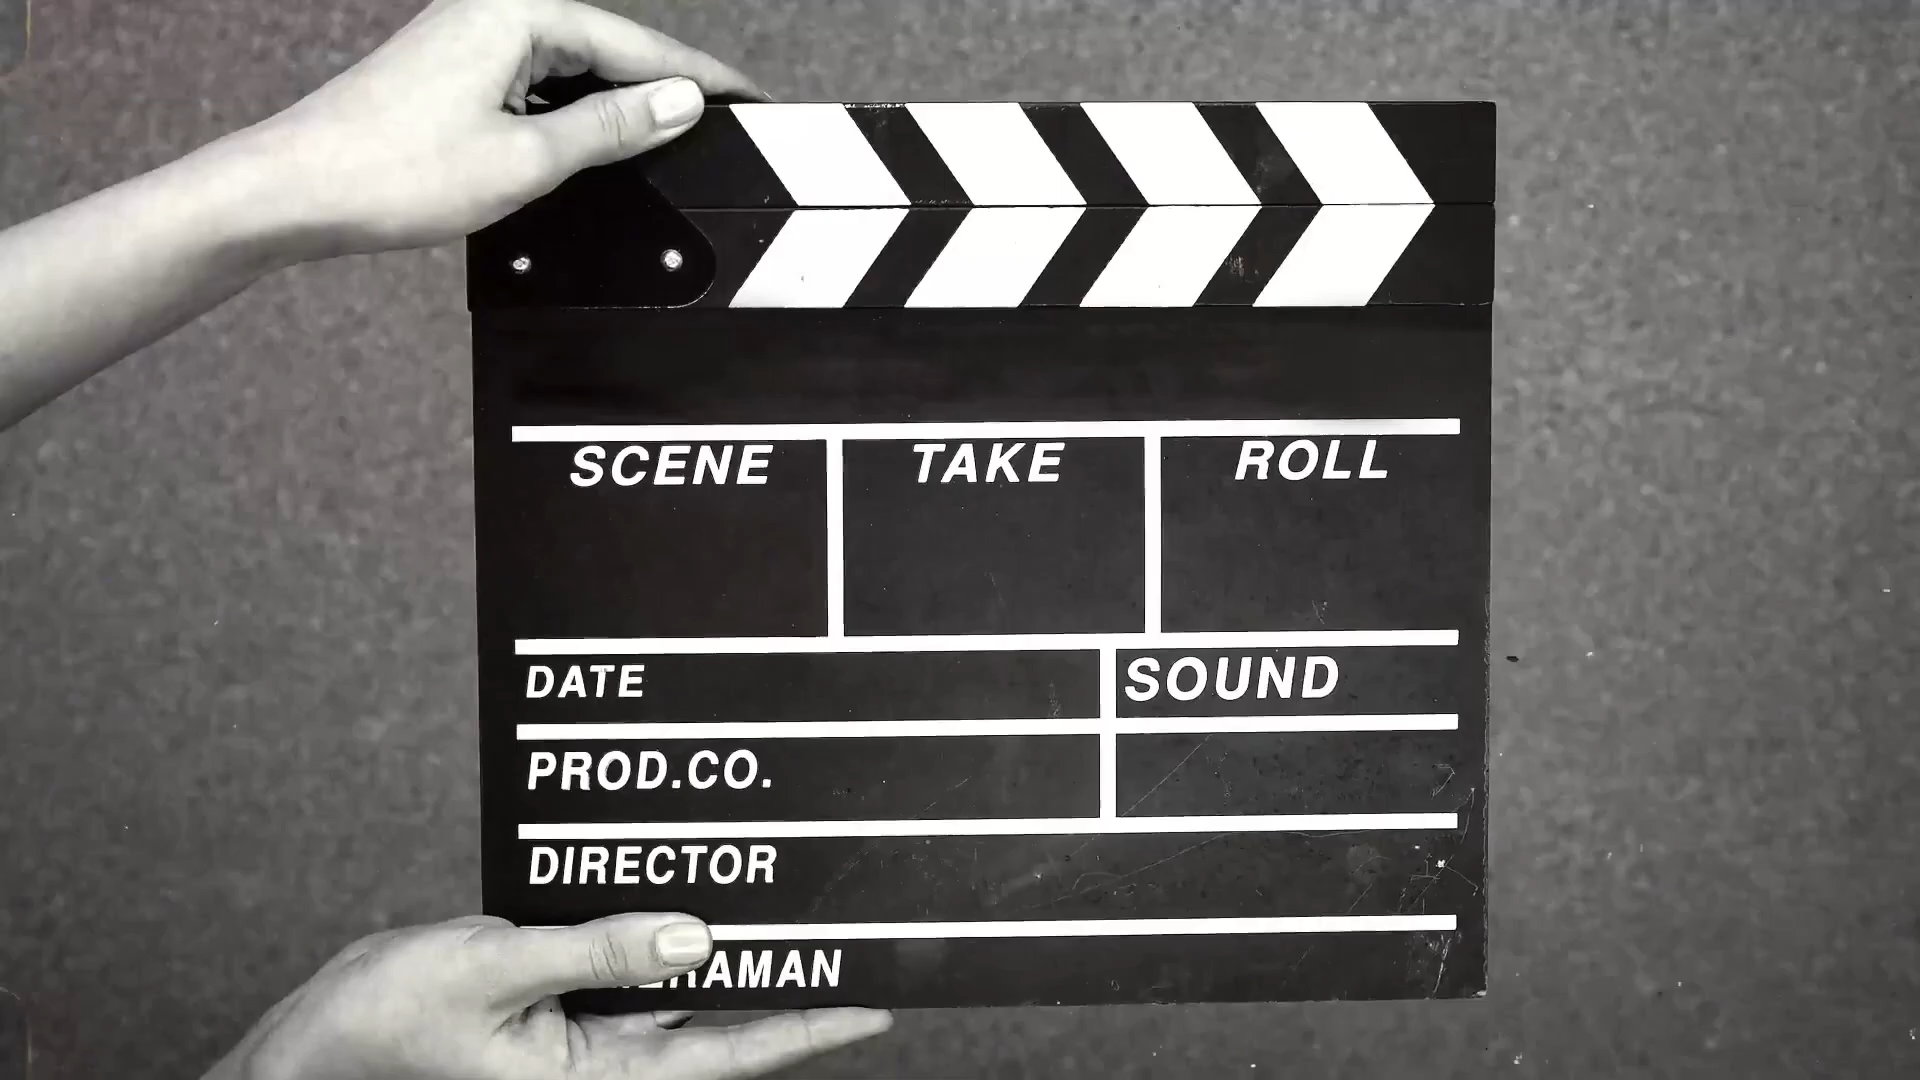 SCENE TAKE ROLL
DATE SOUND
PROD.CO.
DIRECTOR